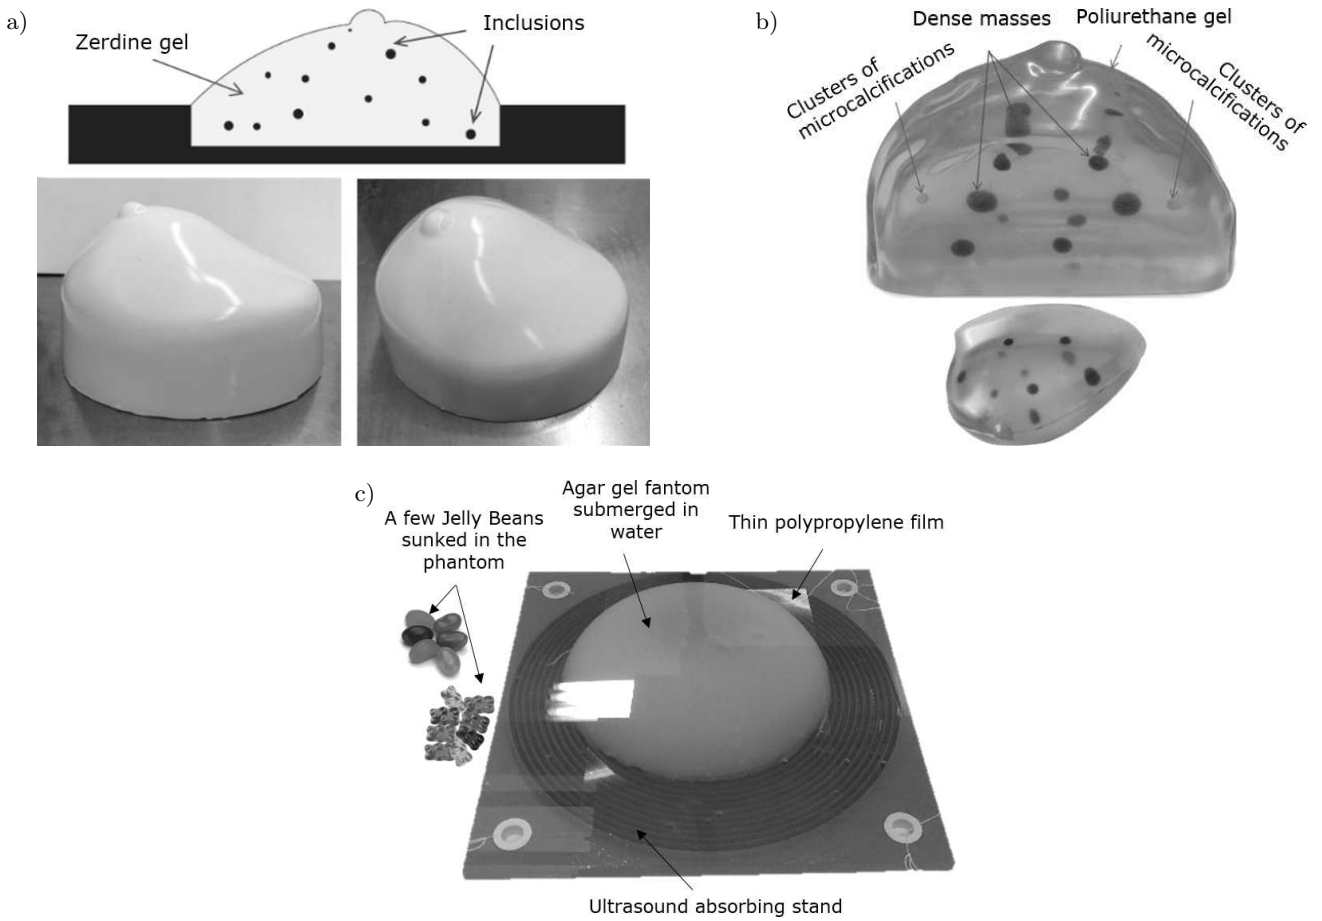 a)
Zerdine gel
Inclusions
b)
Dense masses
Poliurethane gel
Clusters of
microcalcifications
Clusters of
microcalcifications
c)
A few Jelly Beans
sunked in the
phantom
Agar gel fantom
submerged in
water
Thin polypropylene film
Ultrasound absorbing stand